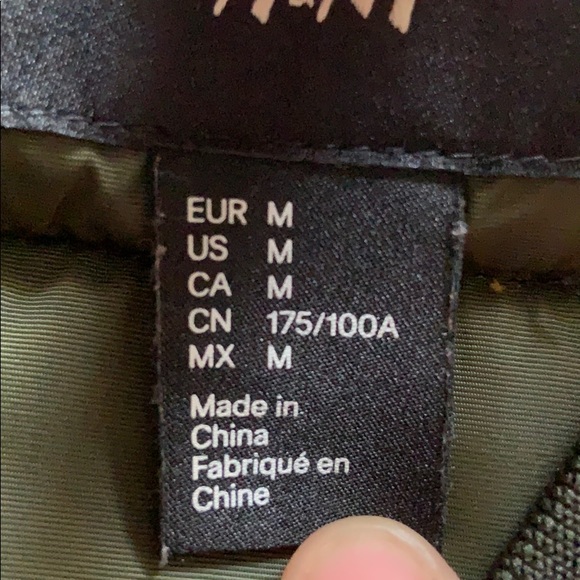 EUR M
US M
CA M
CN 175/100A
MX M
Made in
China
Fabriqué en
Chine